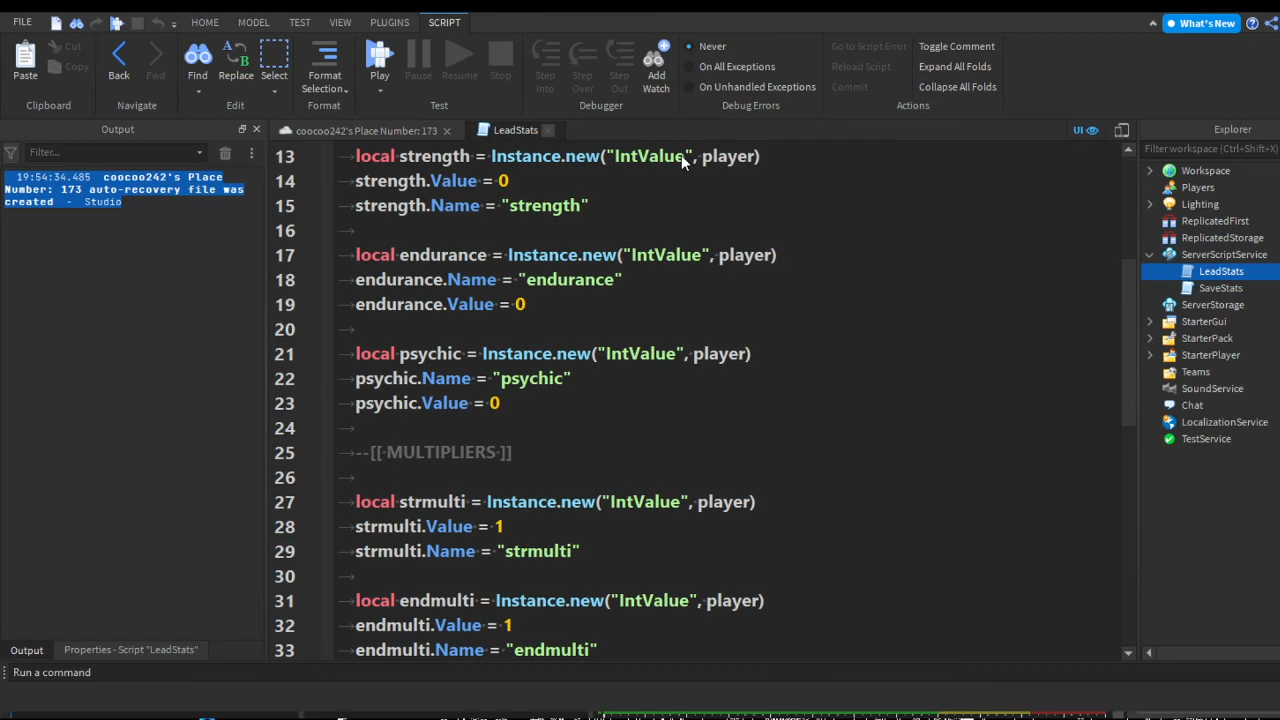 FILE
HOME
MODEL
TEST
VIEW
PLUGINS
SCRIPT
What's New
Paste
Cut
Copy
Clipboard
Back
Fwd
Navigate
Find
Replace
Select
Edit
Format
Selection
Format
Play
Pause
Resume
Stop
Test
Step
Into
Step
Over
Step
Out
Add
Watch
Debugger
Never
On All Exceptions
On Unhandled Exceptions
Debug Errors
Go to Script Error
Reload Script
Commit
Toggle Comment
Expand All Folds
Collapse All Folds
Actions
Output
Filter...
19:54:34.485 coocoo242's Place
Number: 173 auto-recovery file was
created - Studio
coocoo242's Place Number: 173
LeadStats
UI
13 local strength = Instance.new("IntValue", player)
14 strength.Value = 0
15 strength.Name = "strength"
16
17 local endurance = Instance.new("IntValue", player)
18 endurance.Name = "endurance"
19 endurance.Value = 0
20
21 local psychic = Instance.new("IntValue", player)
22 psychic.Name = "psychic"
23 psychic.Value = 0
24
25 --[[ MULTIPLIERS ]]
26
27 local strmulti = Instance.new("IntValue", player)
28 strmulti.Value = 1
29 strmulti.Name = "strmulti"
30
31 local endmulti = Instance.new("IntValue", player)
32 endmulti.Value = 1
33 endmulti.Name = "endmulti"
Explorer
Filter workspace (Ctrl+Shift+X)
Workspace
Players
Lighting
ReplicatedFirst
ReplicatedStorage
ServerScriptService
LeadStats
SaveStats
ServerStorage
StarterGui
StarterPack
StarterPlayer
Teams
SoundService
Chat
LocalizationService
TestService
Output
Properties - Script "LeadStats"
Run a command